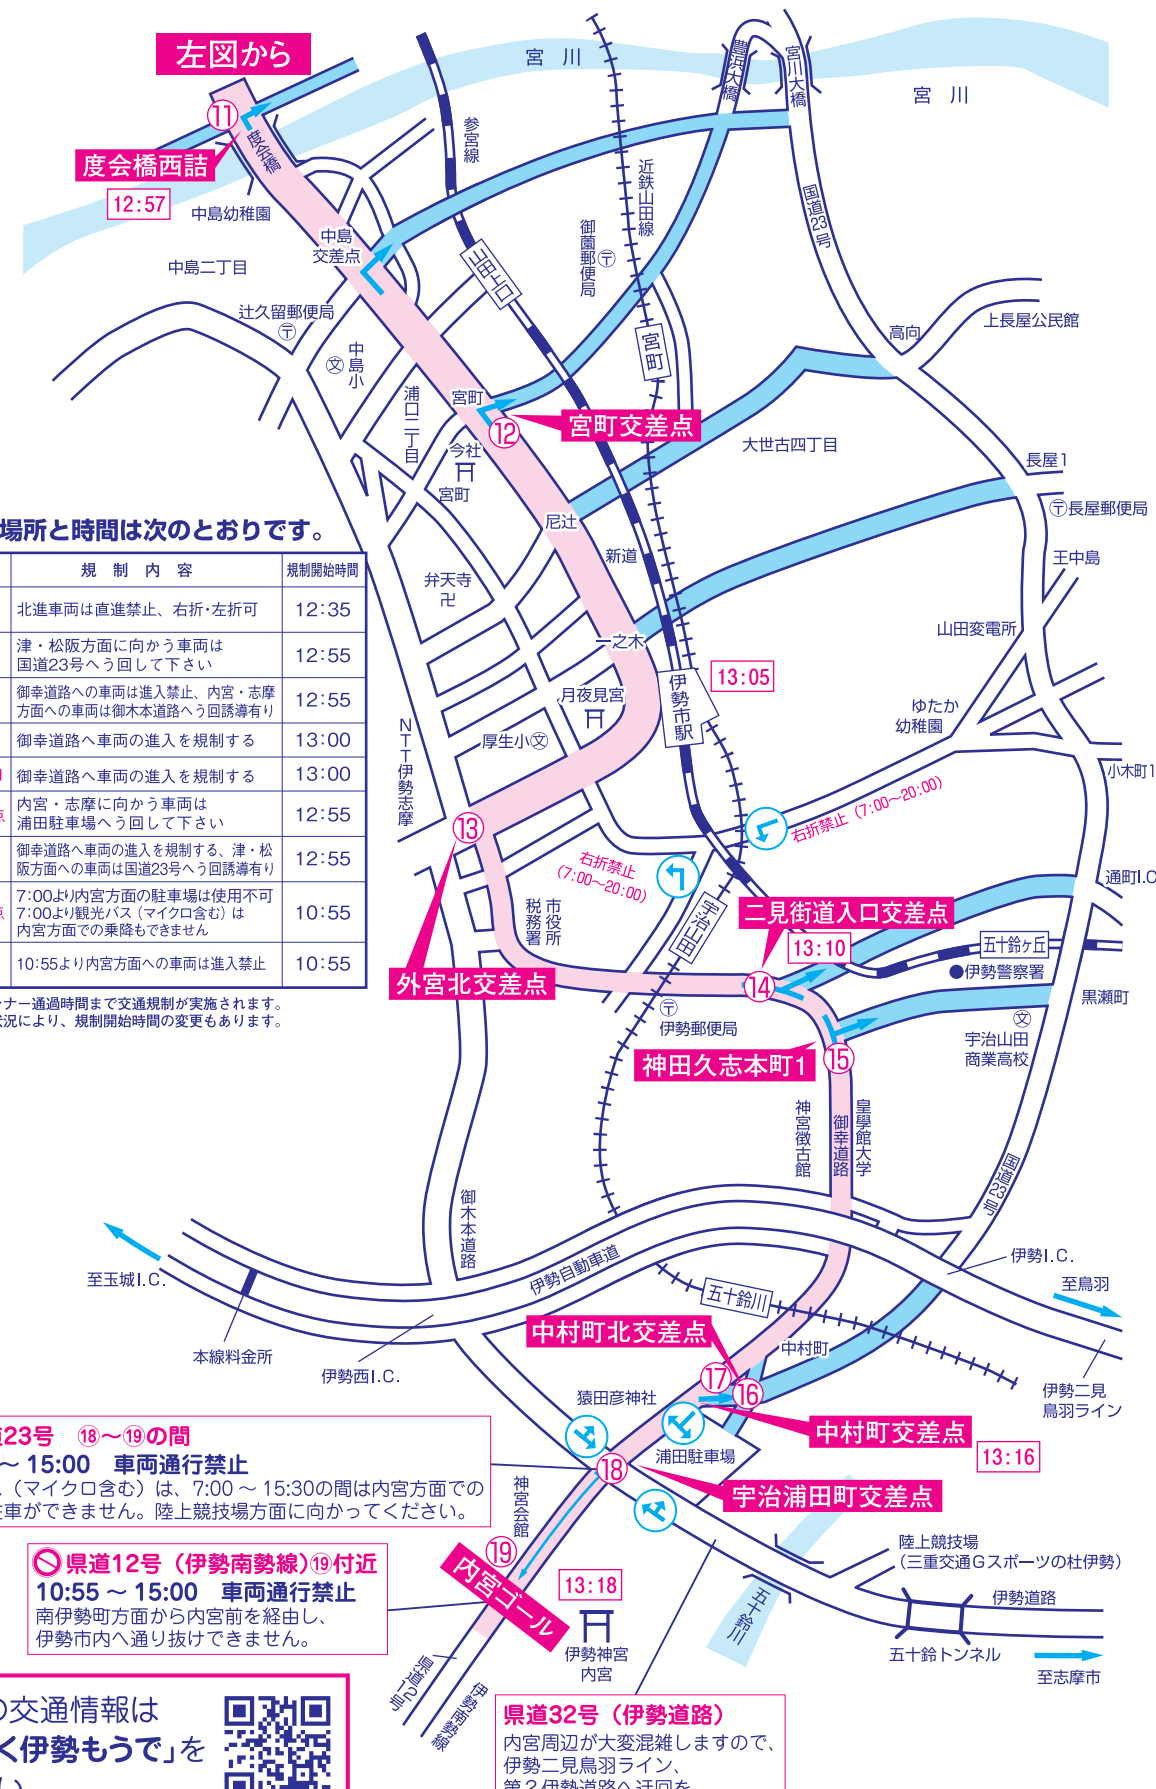 左図から
宮 川
宮 川
豊浜大橋
宮川大橋
⑪
度会橋
度会橋西詰
12:57
中島幼稚園
参宮線
近鉄山田線
御薗郵便局
国道23号
中島
交差点
中島二丁目
山田上口
辻久留郵便局
中島小
文
宮町
高向
上長屋公民館
浦口二丁目
宮町
⑫
宮町交差点
今社
宮町
大世古四丁目
長屋1
長屋郵便局
尼辻
新道
王中島
弁天寺
一之木
山田変電所
場所と時間は次のとおりです。
規 制 内 容
規制開始時間
北進車両は直進禁止、右折・左折可
12:35
津・松阪方面に向かう車両は
国道23号へう回して下さい
12:55
御幸道路への車両は進入禁止、内宮・志摩
方面への車両は御木本道路へう回誘導有り
12:55
御幸道路へ車両の進入を規制する
13:00
御幸道路へ車両の進入を規制する
13:00
内宮・志摩に向かう車両は
浦田駐車場へう回して下さい
12:55
御幸道路へ車両の進入を規制する、津・松
阪方面への車両は国道23号へう回誘導有り
12:55
7:00より内宮方面の駐車場は使用不可
7:00より観光バス（マイクロ含む）は
内宮方面での乗降もできません
10:55
10:55より内宮方面への車両は進入禁止
10:55
ナー通過時間まで交通規制が実施されます。
状況により、規制開始時間の変更もあります。
月夜見宮
伊勢市駅
13:05
ゆたか
幼稚園
NTT伊勢志摩
厚生小文
小木町1
⑬
右折禁止（7:00～20:00）
右折禁止
（7:00～20:00）
通町I.C
市役所
税務署
宇治山田
二見街道入口交差点
13:10
五十鈴ヶ丘
伊勢警察署
外宮北交差点
⑭
伊勢郵便局
黒瀬町
文
宇治山田
商業高校
神田久志本町1
⑮
神宮徴古館
御幸道路
皇學館大学
国道23号
御木本道路
伊勢自動車道
伊勢I.C.
至玉城I.C.
至鳥羽
五十鈴川
本線料金所
伊勢西I.C.
中村町北交差点
中村町
⑰
⑯
伊勢二見
鳥羽ライン
猿田彦神社
中村町交差点
13:16
浦田駐車場
⑱
宇治浦田町交差点
道23号 ⑱～⑲の間
～ 15:00 車両通行禁止
（マイクロ含む）は、7:00 ～ 15:30の間は内宮方面での
駐車ができません。陸上競技場方面に向かってください。
神宮会館
⑲
内宮ゴール
13:18
伊勢神宮
内宮
県道12号（伊勢南勢線）⑲付近
10:55 ～ 15:00 車両通行禁止
南伊勢町方面から内宮前を経由し、
伊勢市内へ通り抜けできません。
陸上競技場
（三重交通Gスポーツの杜伊勢）
伊勢道路
五十鈴川
五十鈴トンネル
至志摩市
県道12号
伊勢南勢線
の交通情報は
く伊勢もうで」を
県道32号（伊勢道路）
内宮周辺が大変混雑しますので、
伊勢二見鳥羽ライン、
第２伊勢道路へ迂回を